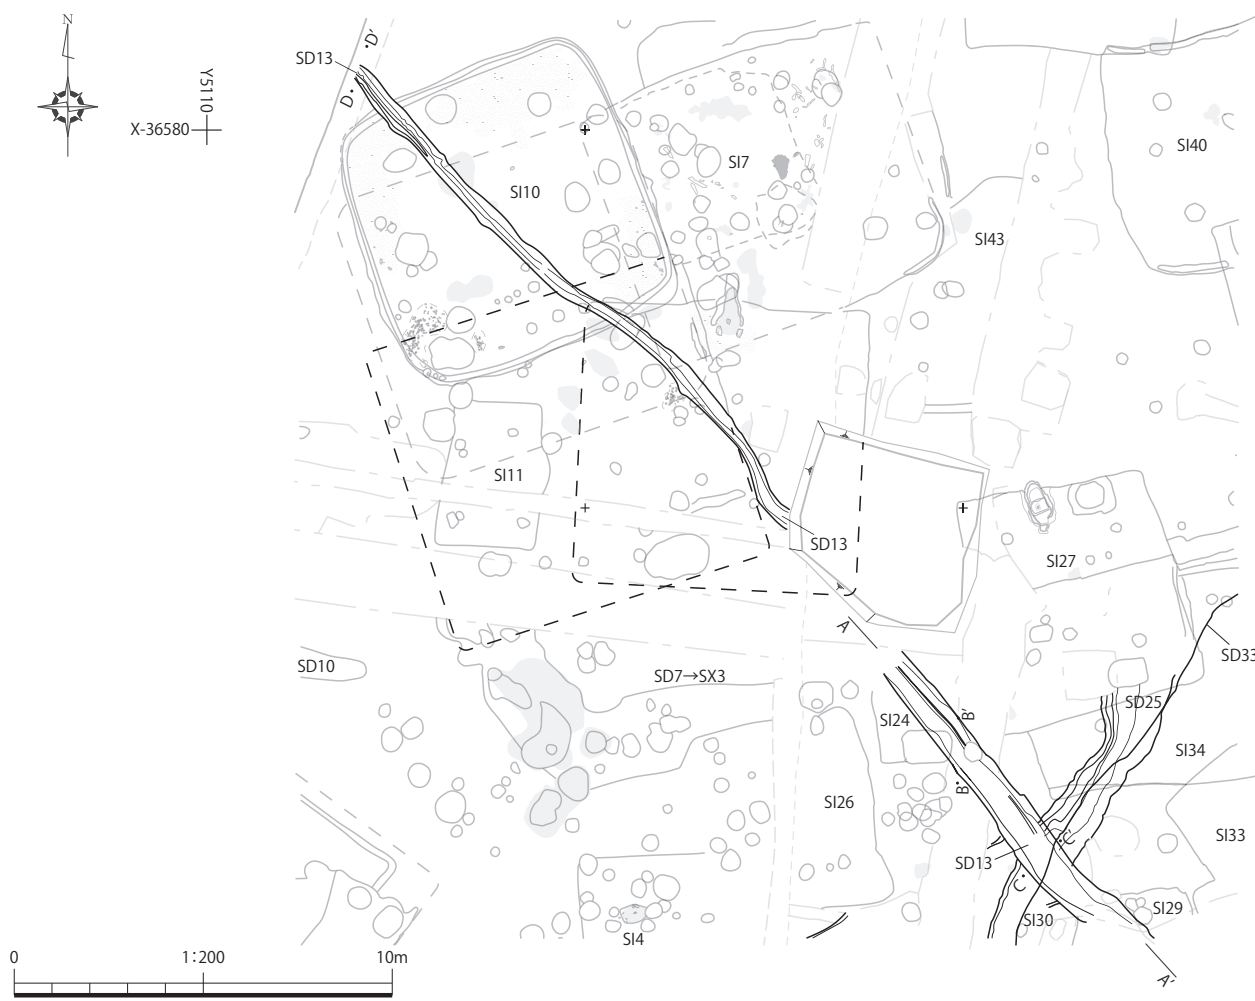 N
Y5110
X-36580
SD13
D'
D
SI10
SI7
SI40
SI43
SI11
SD13
SI27
A
SD33
SD10
SD7→SX3
SD25
SI24
B'
SI34
B
SI26
SI33
C'
SD13
C
SI30
SI29
SI4
A'
0
1:200
10m